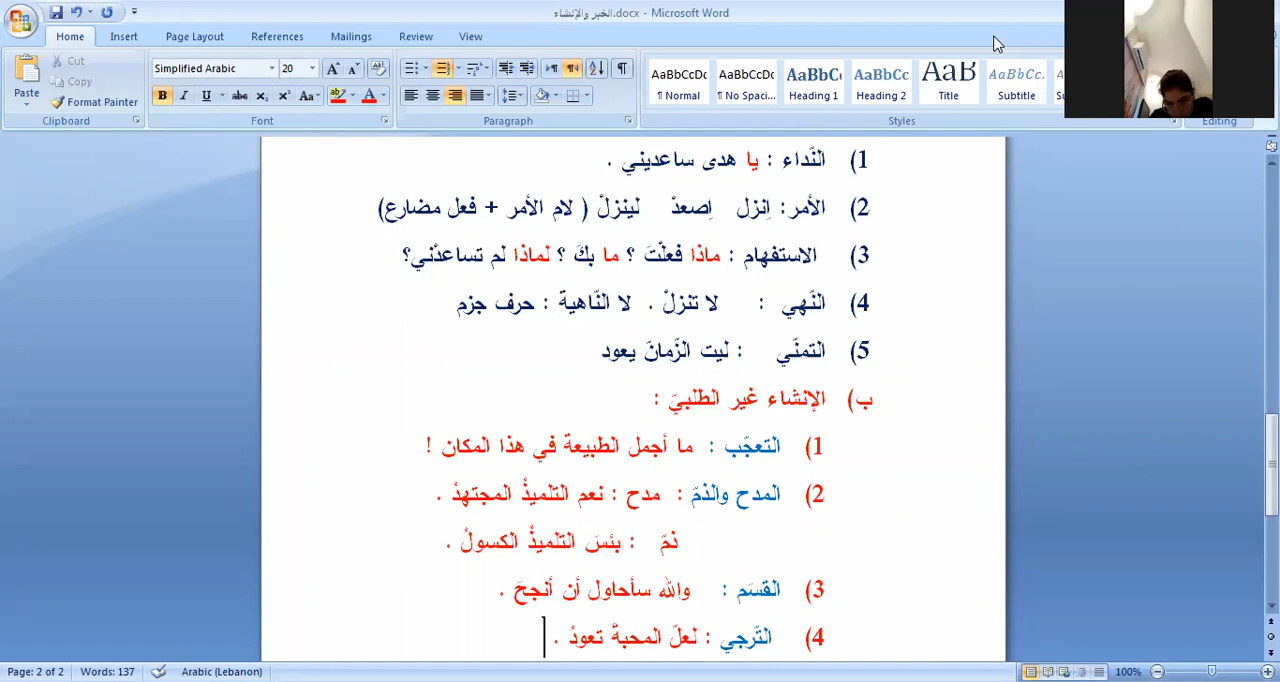 الخبر والإنشاء.docx - Microsoft Word
Home Insert Page Layout References Mailings Review View
Paste Cut Copy Format Painter Clipboard
Simplified Arabic 20 Font
Paragraph
AaBbCcDc AaBbCcDc AaBbC AaBbCc AaB AaBbCc.
¶ Normal ¶ No Spaci... Heading 1 Heading 2 Title Subtitle
Styles Editing
1) النّداء : يا هدى ساعديني .
2) الأمر: اِنزل اِصعدْ لينزلْ ( لام الأمر + فعل مضارع)
3) الاستفهام : ماذا فعلْتَ ؟ ما بكَ ؟ لماذا لم تساعدْني؟
4) النّهي : لا تنزلْ . لا النّاهية : حرف جزم
5) التمنّي : ليت الزّمانَ يعود
ب) الإنشاء غير الطلبيّ :
1) التعجّب : ما أجمل الطبيعة في هذا المكان !
2) المدح والذمّ : مدح : نعم التلميذُ المجتهدُ .
ذمّ : بئسَ التلميذُ الكسولُ .
3) القسَم : والله سأحاول أن أنجحَ .
4) التّرجي : لعلّ المحبةَ تعودُ .
Page: 2 of 2 Words: 137 Arabic (Lebanon) 100%